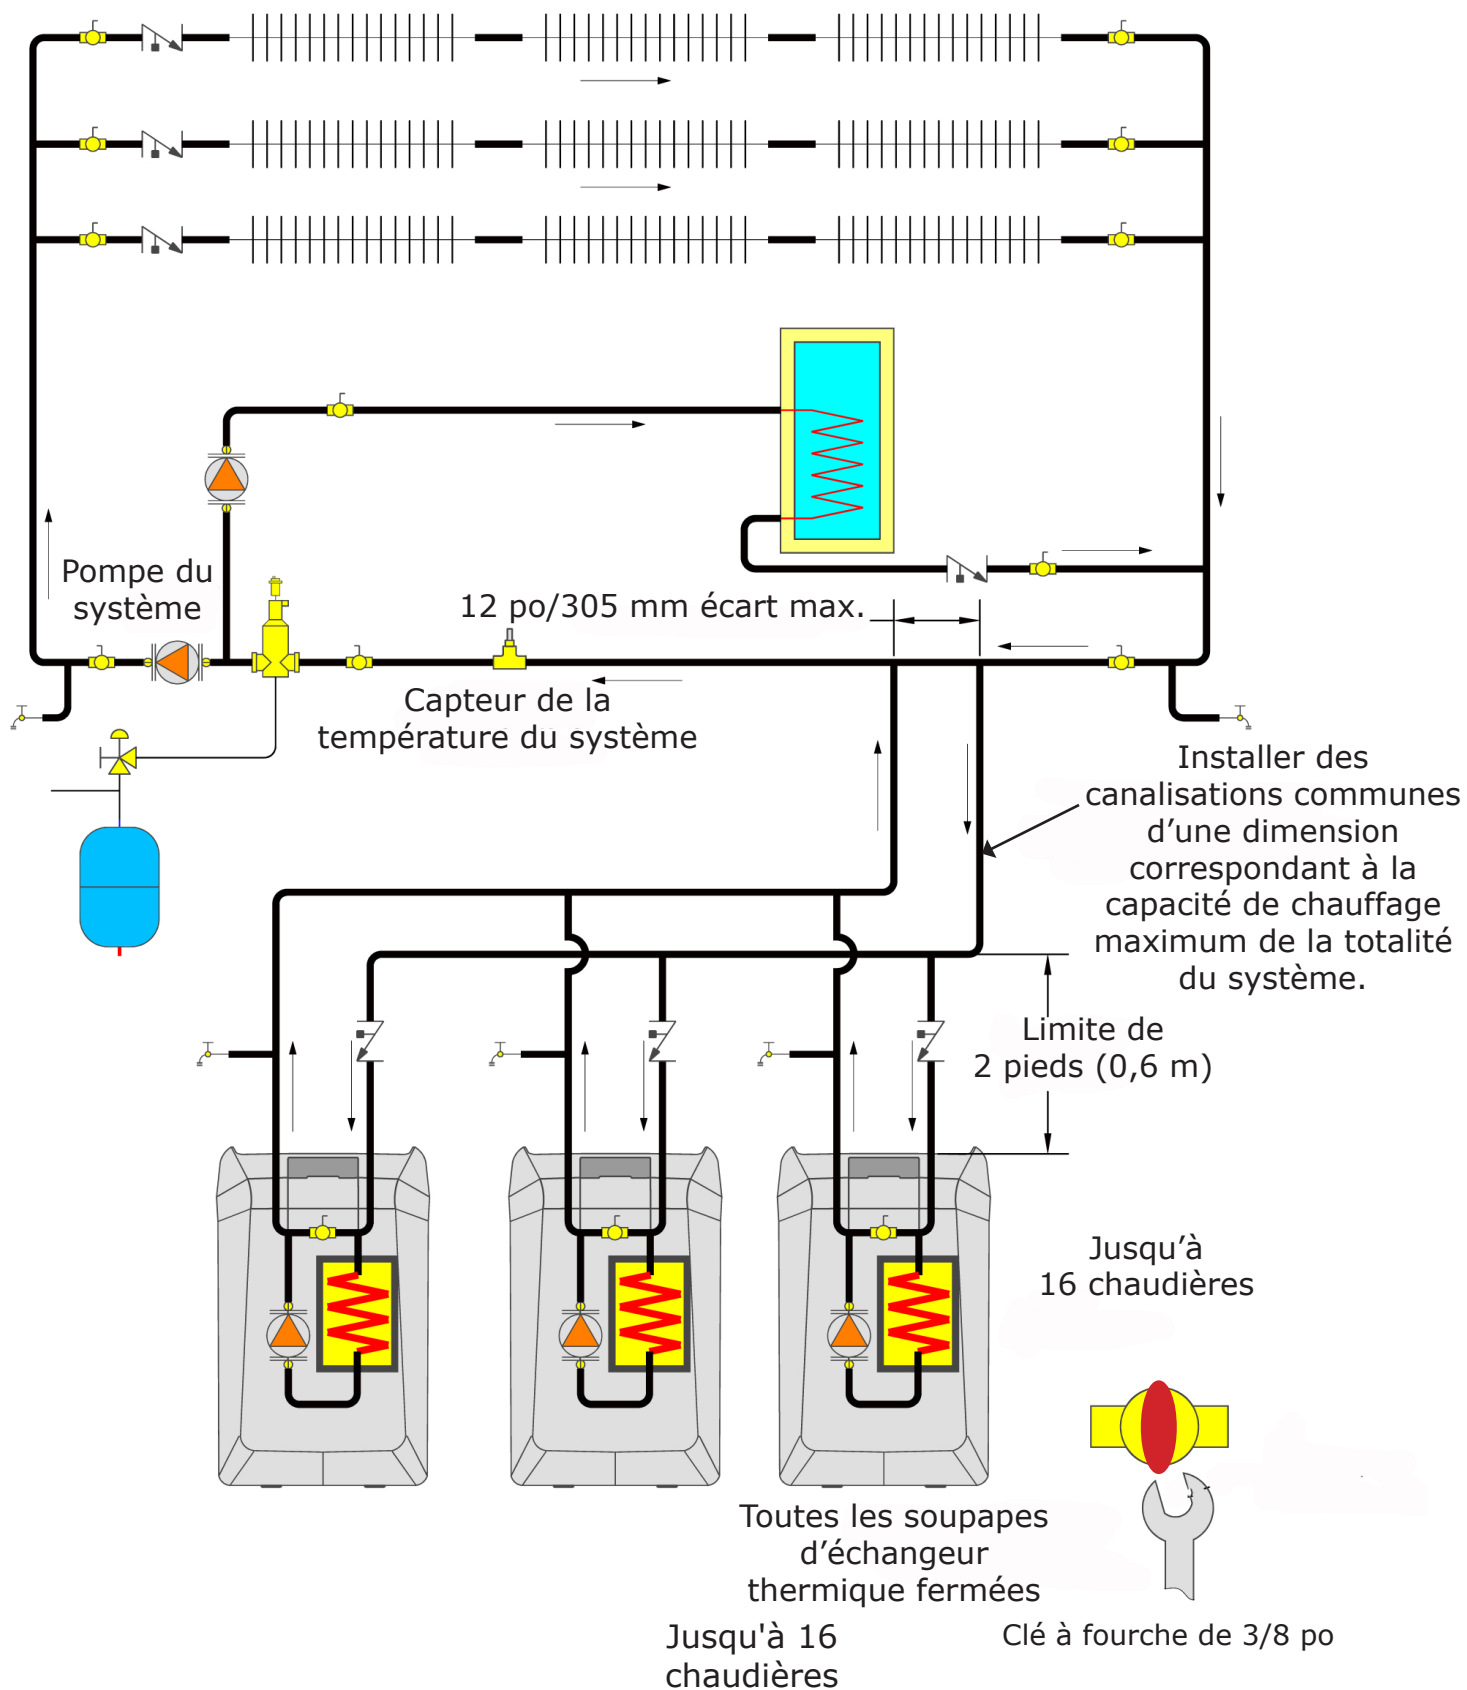 Pompe du
système
12 po/305 mm écart max.
Capteur de la
température du système
Installer des
canalisations communes
d’une dimension
correspondant à la
capacité de chauffage
maximum de la totalité
du système.
Limite de
2 pieds (0,6 m)
Jusqu’à
16 chaudières
Toutes les soupapes
d’échangeur
thermique fermées
Jusqu'à 16
chaudières
Clé à fourche de 3/8 po